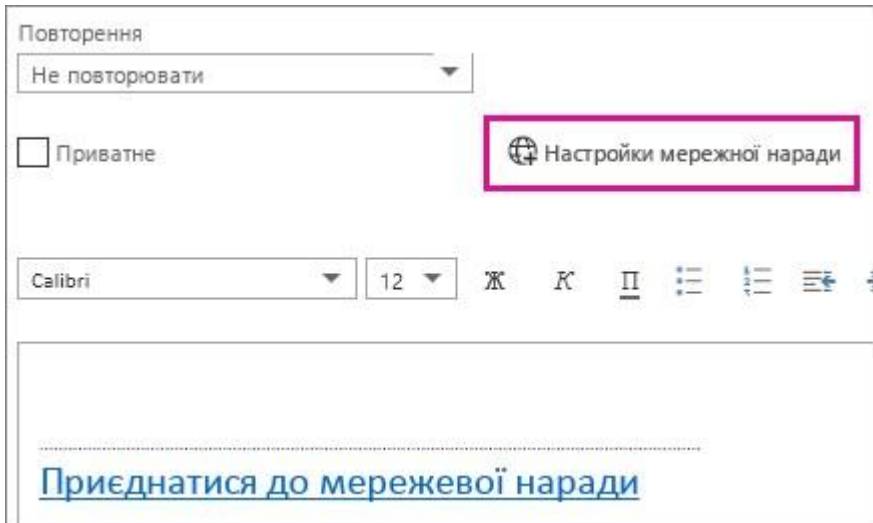 Повторення
Не повторювати
Приватне
Настройки мережної наради
Calibri 12 Ж К П
Приєднатися до мережевої наради